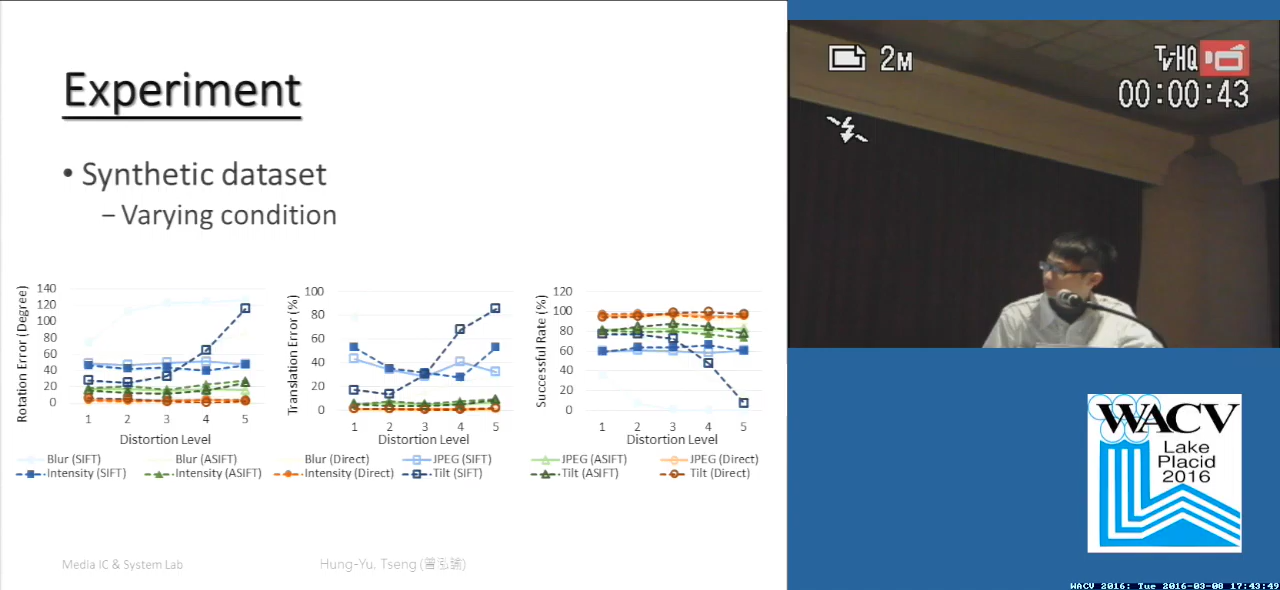 Experiment
• Synthetic dataset
– Varying condition
Rotation Error (Degree)
140
120
100
80
60
40
20
0
1 2 3 4 5
Distortion Level
Translation Error (%)
100
80
60
40
20
0
1 2 3 4 5
Distortion Level
Successful Rate (%)
120
100
80
60
40
20
0
1 2 3 4 5
Distortion Level
Blur (SIFT) Blur (ASIFT) Blur (Direct) JPEG (SIFT) JPEG (ASIFT) JPEG (Direct)
Intensity (SIFT) Intensity (ASIFT) Intensity (Direct) Tilt (SIFT) Tilt (ASIFT) Tilt (Direct)
Media IC & System Lab
Hung-Yu, Tseng (曾泓諭)
2M
TV-HQ
00:00:43
WACV
Lake
Placid
2016
WACV 2016: Tue 2016-03-08 17:43:49